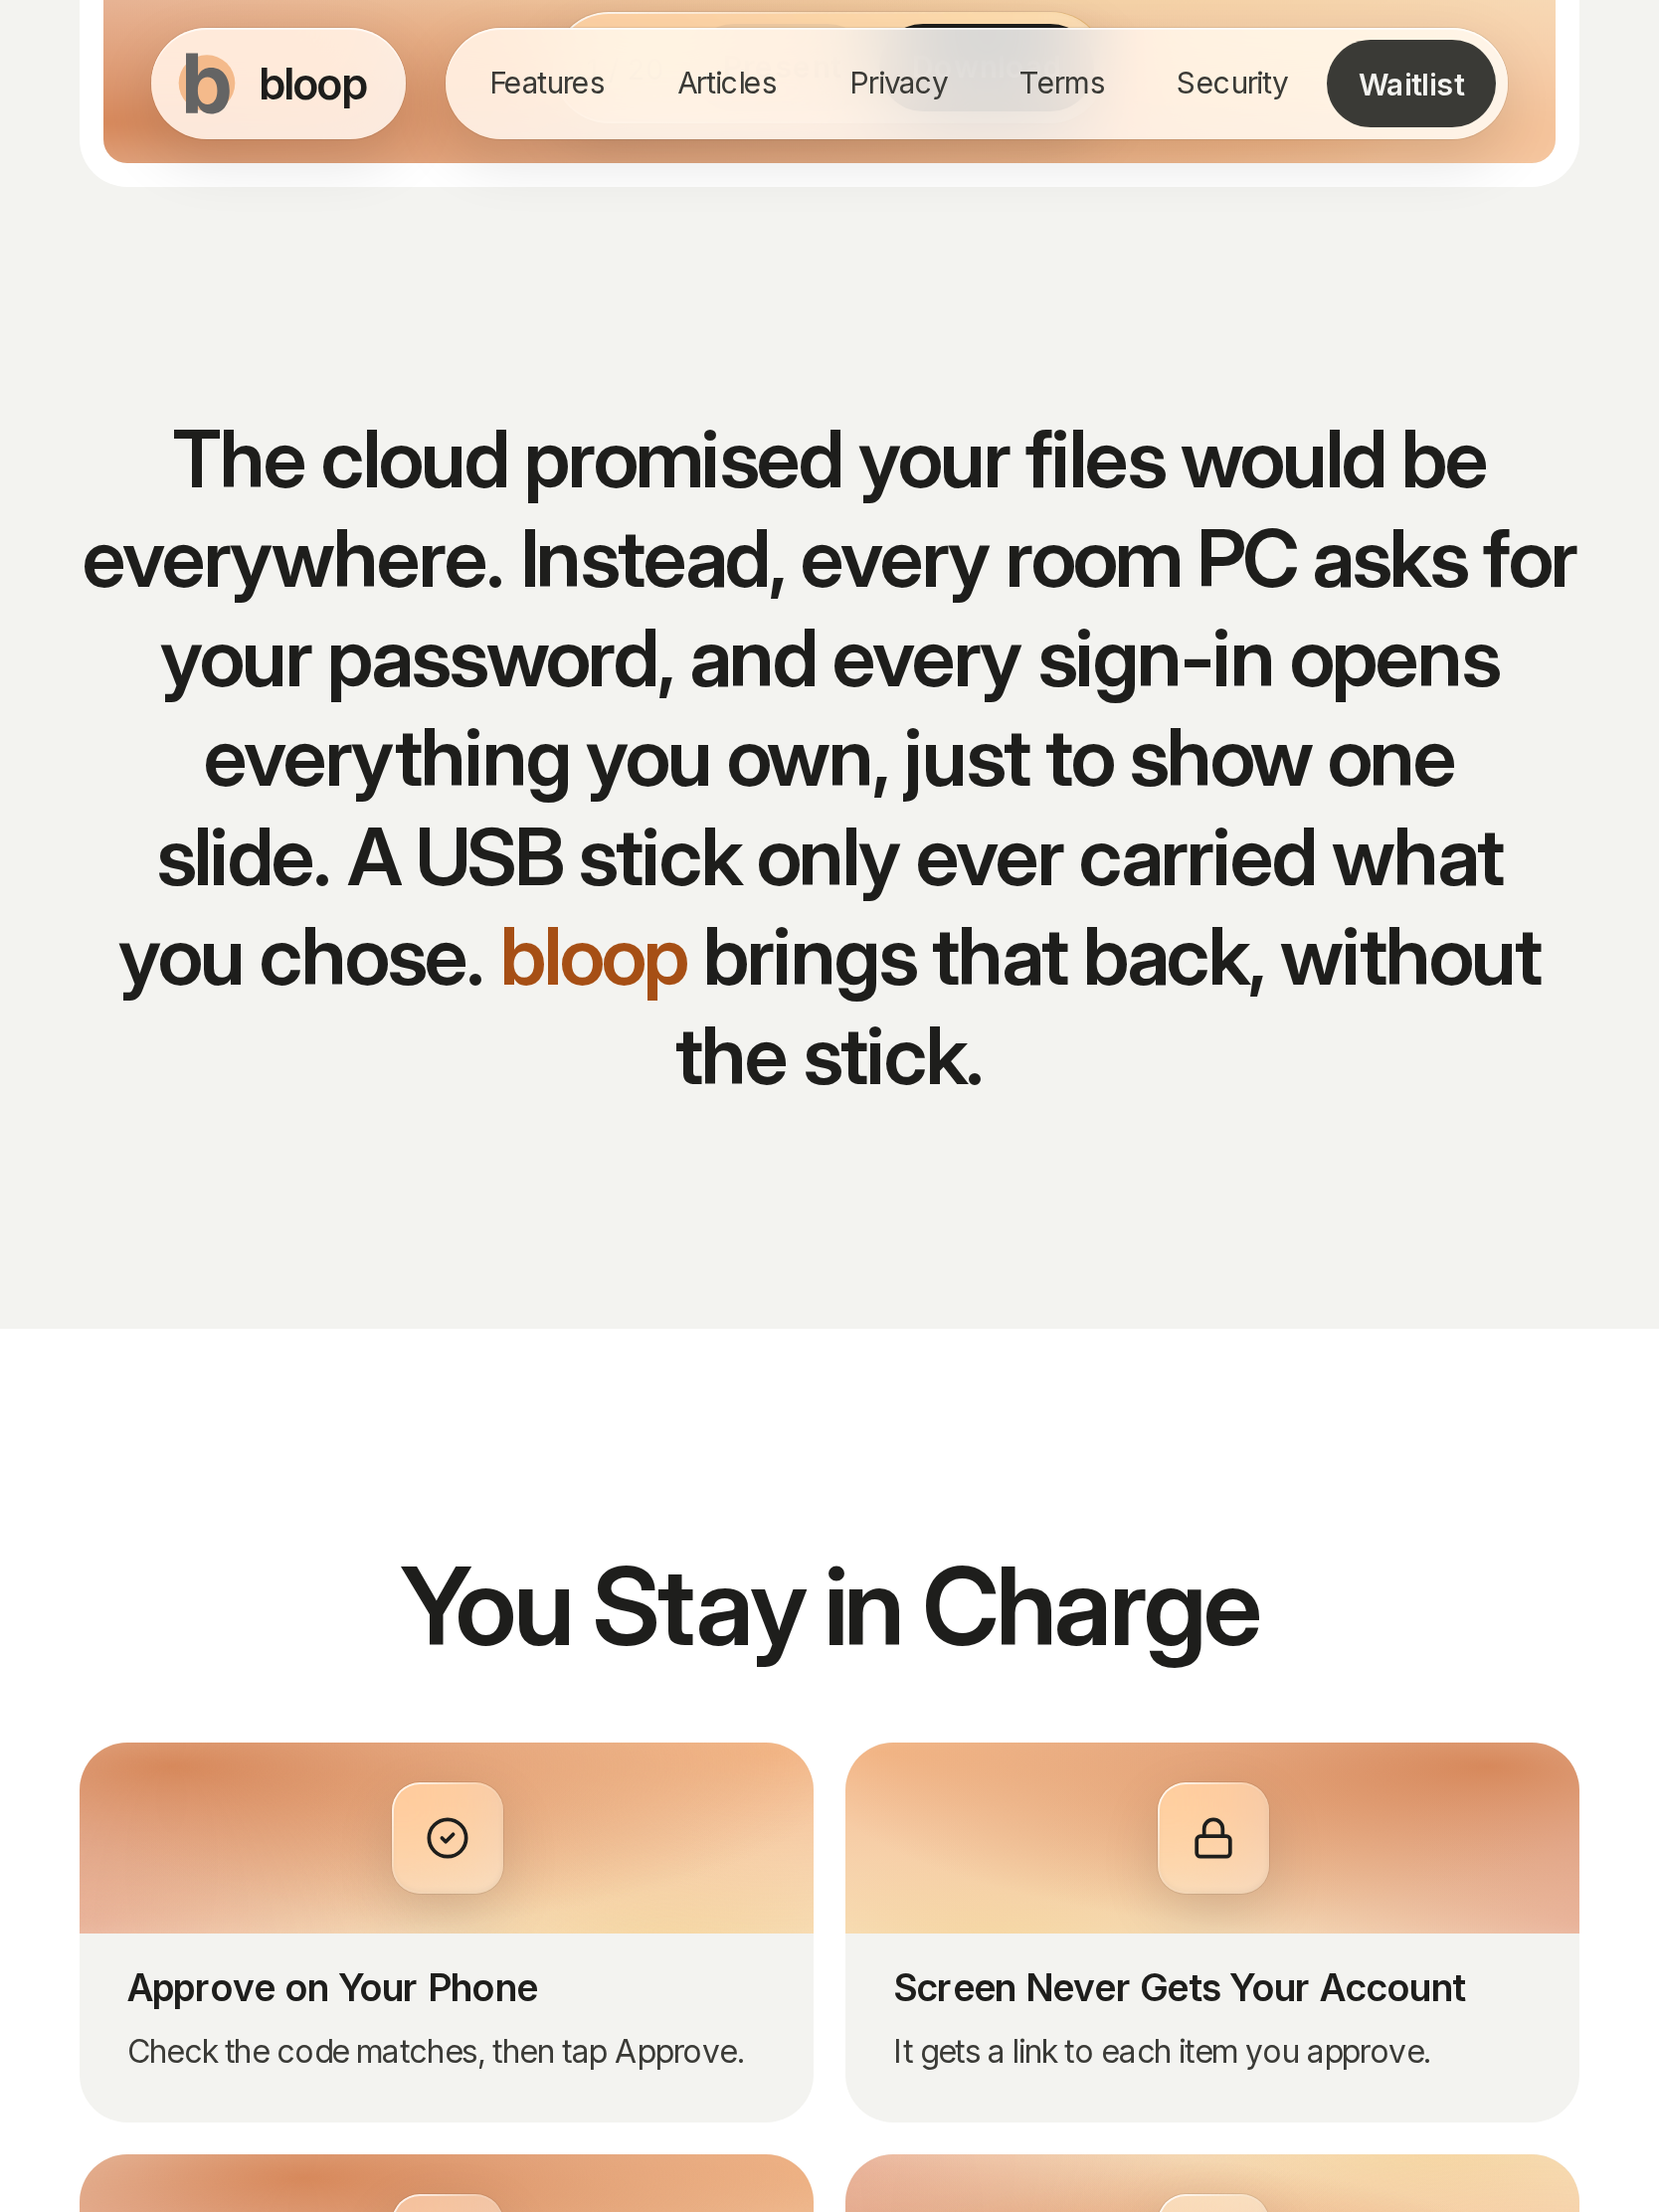 b bloop
Features Articles Privacy Terms Security Waitlist
The cloud promised your files would be
everywhere. Instead, every room PC asks for
your password, and every sign-in opens
everything you own, just to show one
slide. A USB stick only ever carried what
you chose. bloop brings that back, without
the stick.
You Stay in Charge
Approve on Your Phone
Check the code matches, then tap Approve.
Screen Never Gets Your Account
It gets a link to each item you approve.